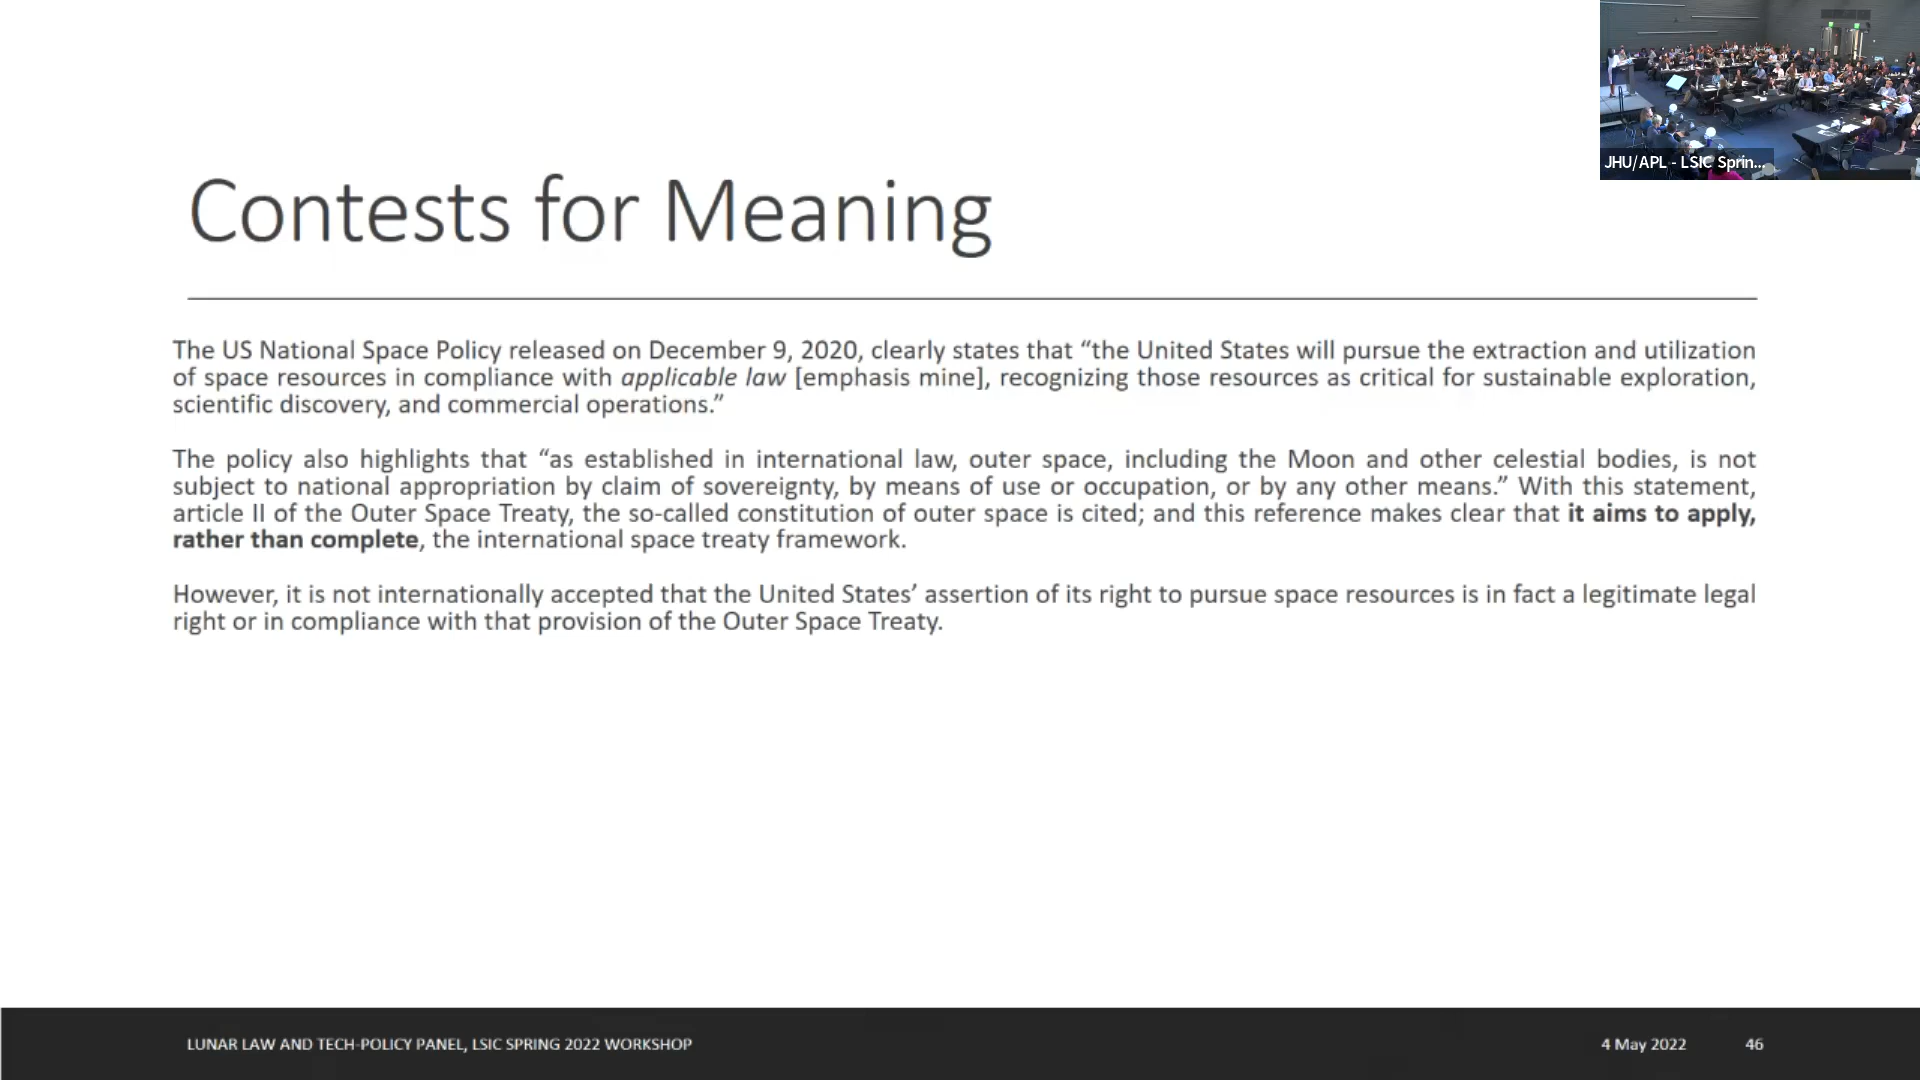 JHU/APL - LSIC Sprin...
Contests for Meaning
The US National Space Policy released on December 9, 2020, clearly states that “the United States will pursue the extraction and utilization
of space resources in compliance with applicable law [emphasis mine], recognizing those resources as critical for sustainable exploration,
scientific discovery, and commercial operations.”
The policy also highlights that “as established in international law, outer space, including the Moon and other celestial bodies, is not
subject to national appropriation by claim of sovereignty, by means of use or occupation, or by any other means.” With this statement,
article II of the Outer Space Treaty, the so-called constitution of outer space is cited; and this reference makes clear that it aims to apply,
rather than complete, the international space treaty framework.
However, it is not internationally accepted that the United States’ assertion of its right to pursue space resources is in fact a legitimate legal
right or in compliance with that provision of the Outer Space Treaty.
LUNAR LAW AND TECH-POLICY PANEL, LSIC SPRING 2022 WORKSHOP
4 May 2022
46